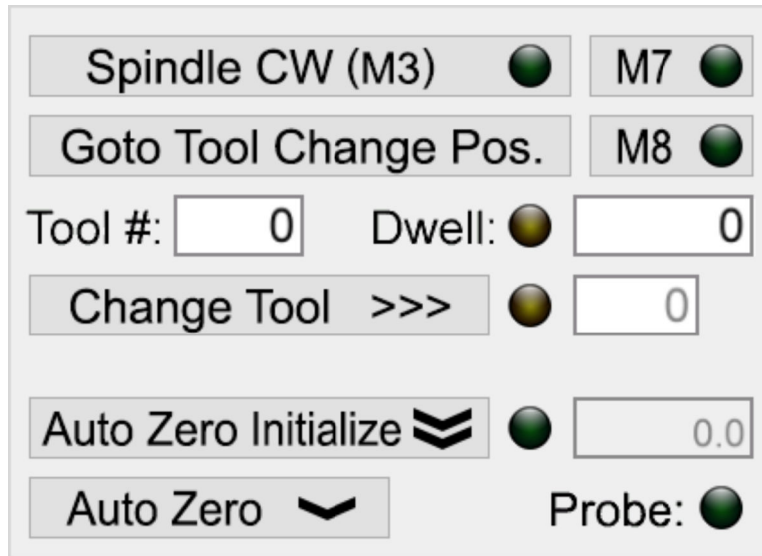 Spindle CW (M3) M7
Goto Tool Change Pos. M8
Tool #: 0 Dwell: 0
Change Tool >>> 0
Auto Zero Initialize 0.0
Auto Zero Probe: